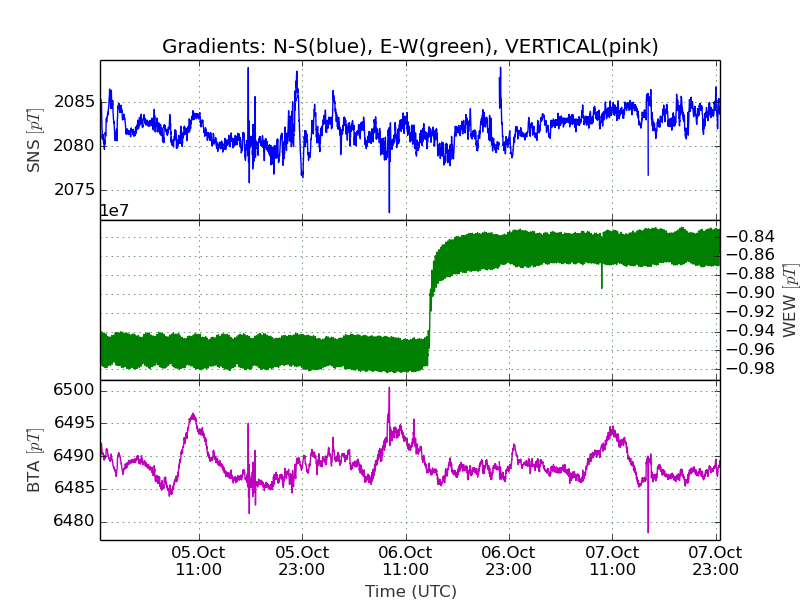 Gradients: N-S(blue), E-W(green), VERTICAL(pink)
2085
2080
2075
SNS [pT]
1e7
−0.84
−0.86
−0.88
−0.90
−0.92
−0.94
−0.96
−0.98
WEW [pT]
6500
6495
6490
6485
6480
BTA [pT]
05.Oct 05.Oct 06.Oct 06.Oct 07.Oct 07.Oct
11:00 23:00 11:00 23:00 11:00 23:00
Time (UTC)